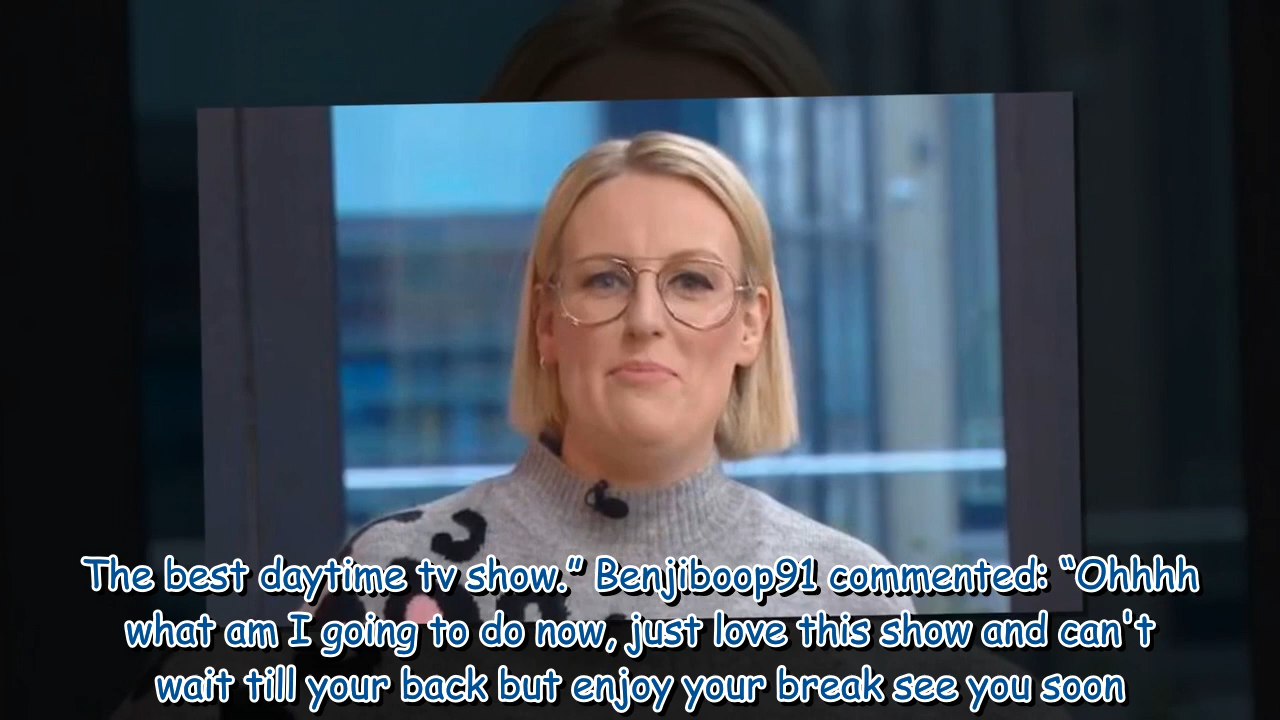 The best daytime tv show.” Benjiboop91 commented: “Ohhhh
what am I going to do now, just love this show and can't
wait till your back but enjoy your break see you soon